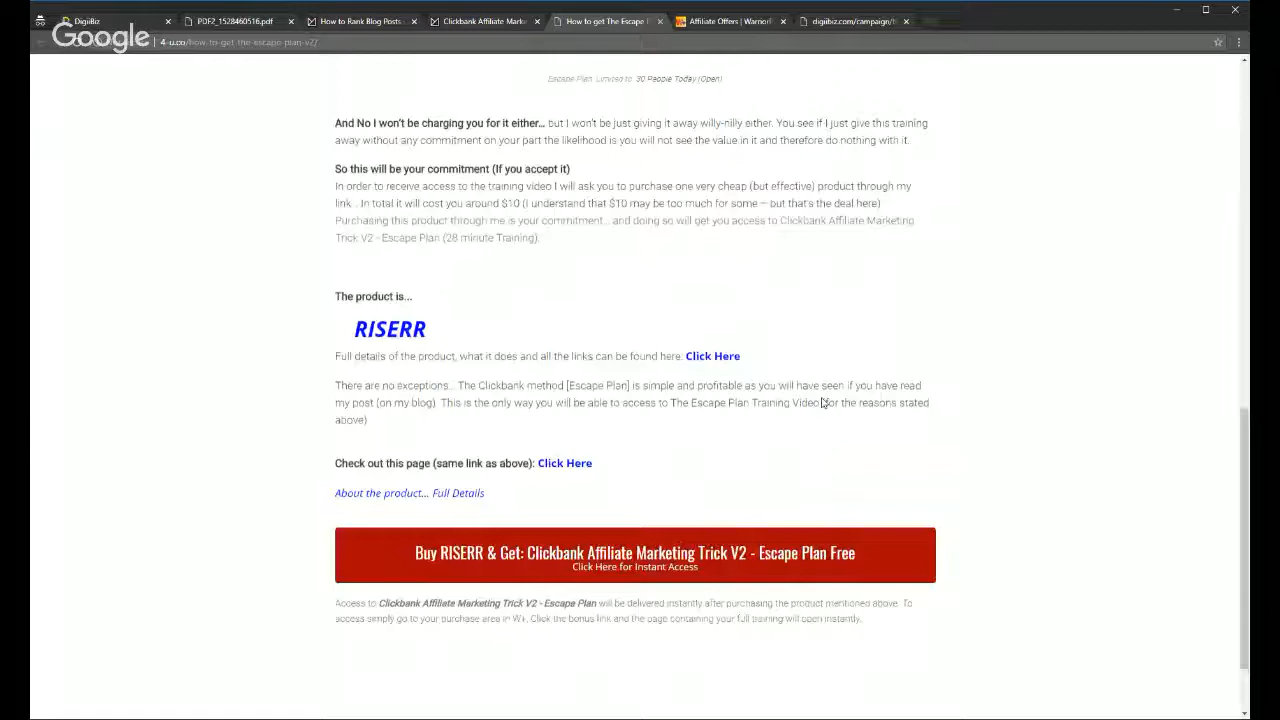 DigiBiz
PDF2_1528460516.pdf
How to Rank Blog Posts
Clickbank Affiliate Marke
How to get The Escape
Affiliate Offers | Warrior
digibiz.com/campaign/
Google
4-u.co/how-to-get-the-escape-plan-v2/
Escape Plan: Limited to: 30 People Today (Open)
And No I won't be charging you for it either... but I won't be just giving it away willy-nilly either. You see if I just give this training
away without any commitment on your part the likelihood is you will not see the value in it and therefore do nothing with it.
So this will be your commitment (If you accept it)
In order to receive access to the training video I will ask you to purchase one very cheap (but effective) product through my
link... In total it will cost you around $10 (I understand that $10 may be too much for some – but that's the deal here)
Purchasing this product through me is your commitment... and doing so will get you access to Clickbank Affiliate Marketing
Trick V2 - Escape Plan (28 minute Training).
The product is...
RISERR
Full details of the product, what it does and all the links can be found here: Click Here
There are no exceptions... The Clickbank method [Escape Plan] is simple and profitable as you will have seen if you have read
my post (on my blog). This is the only way you will be able to access to The Escape Plan Training Video for the reasons stated
above)
Check out this page (same link as above): Click Here
About the product... Full Details
Buy RISERR & Get: Clickbank Affiliate Marketing Trick V2 - Escape Plan Free
Click Here for Instant Access
Access to Clickbank Affiliate Marketing Trick V2 - Escape Plan will be delivered instantly after purchasing the product mentioned above. To
access simply go to your purchase area in W+, Click the bonus link and the page containing your full training will open instantly.